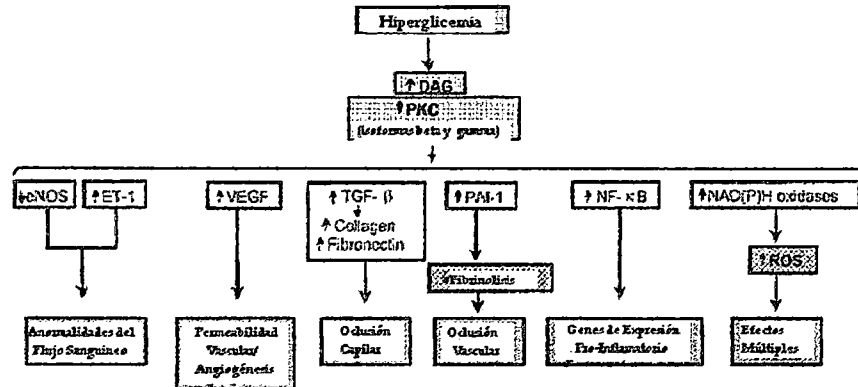 Hiperglicemia
↑ DAG
↑ PKC
(isoformas beta y gamma)
↓eNOS
↑ET-1
↑VEGF
↑ TGF- β
↑ Collagen
↑ Fibronectin
↑ PAI-1
↑ NF- κB
↑NAD(P)H oxidases
↓Fibrinolisis
↑ROS
Anormalidades del
Flujo Sanguineo
Permeabilidad
Vascular/
Angiogénesis
Oclusión
Capilar
Oclusión
Vascular
Genes de Expresión
Pro-Inflamatorio
Efectos
Múltiples